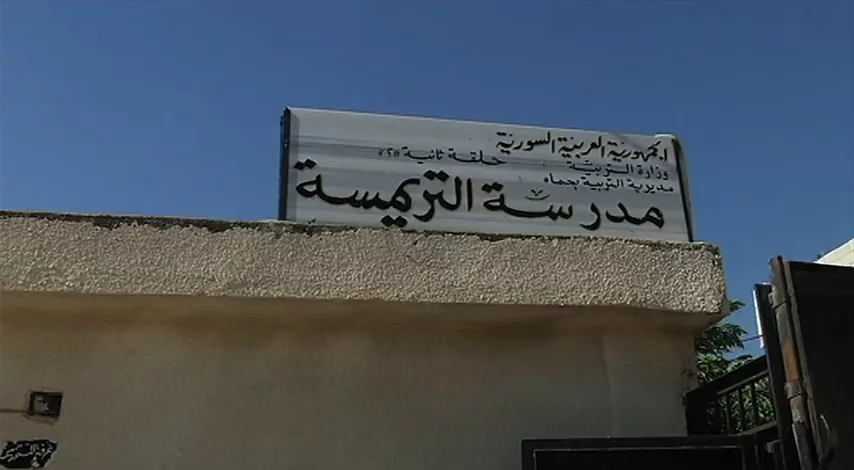 الجمهورية العربية السورية
وزارة التربية
مديرية التربية بحماه
حلقة ثانية «٢»
مدرسة التريمسة